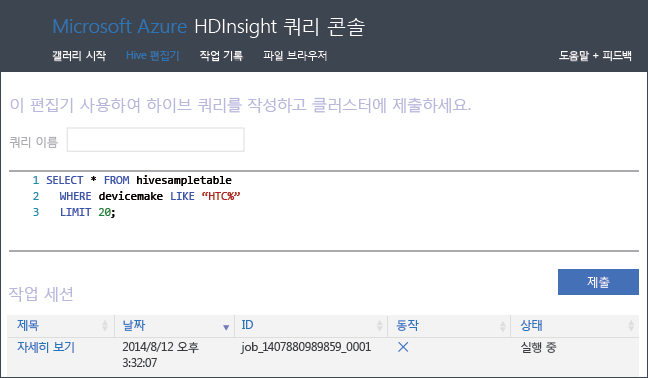 Microsoft Azure HDInsight 쿼리 콘솔
갤러리 시작 Hive 편집기 작업 기록 파일 브라우저 도움말 + 피드백
이 편집기 사용하여 하이브 쿼리를 작성하고 클러스터에 제출하세요.
쿼리 이름
1 SELECT * FROM hivesampletable
2 WHERE devicemake LIKE “HTC%”
3 LIMIT 20;
제출
작업 세션
제목 날짜 ID 동작 상태
자세히 보기 2014/8/12 오후 job_1407880989859_0001 실행 중
3:32:07